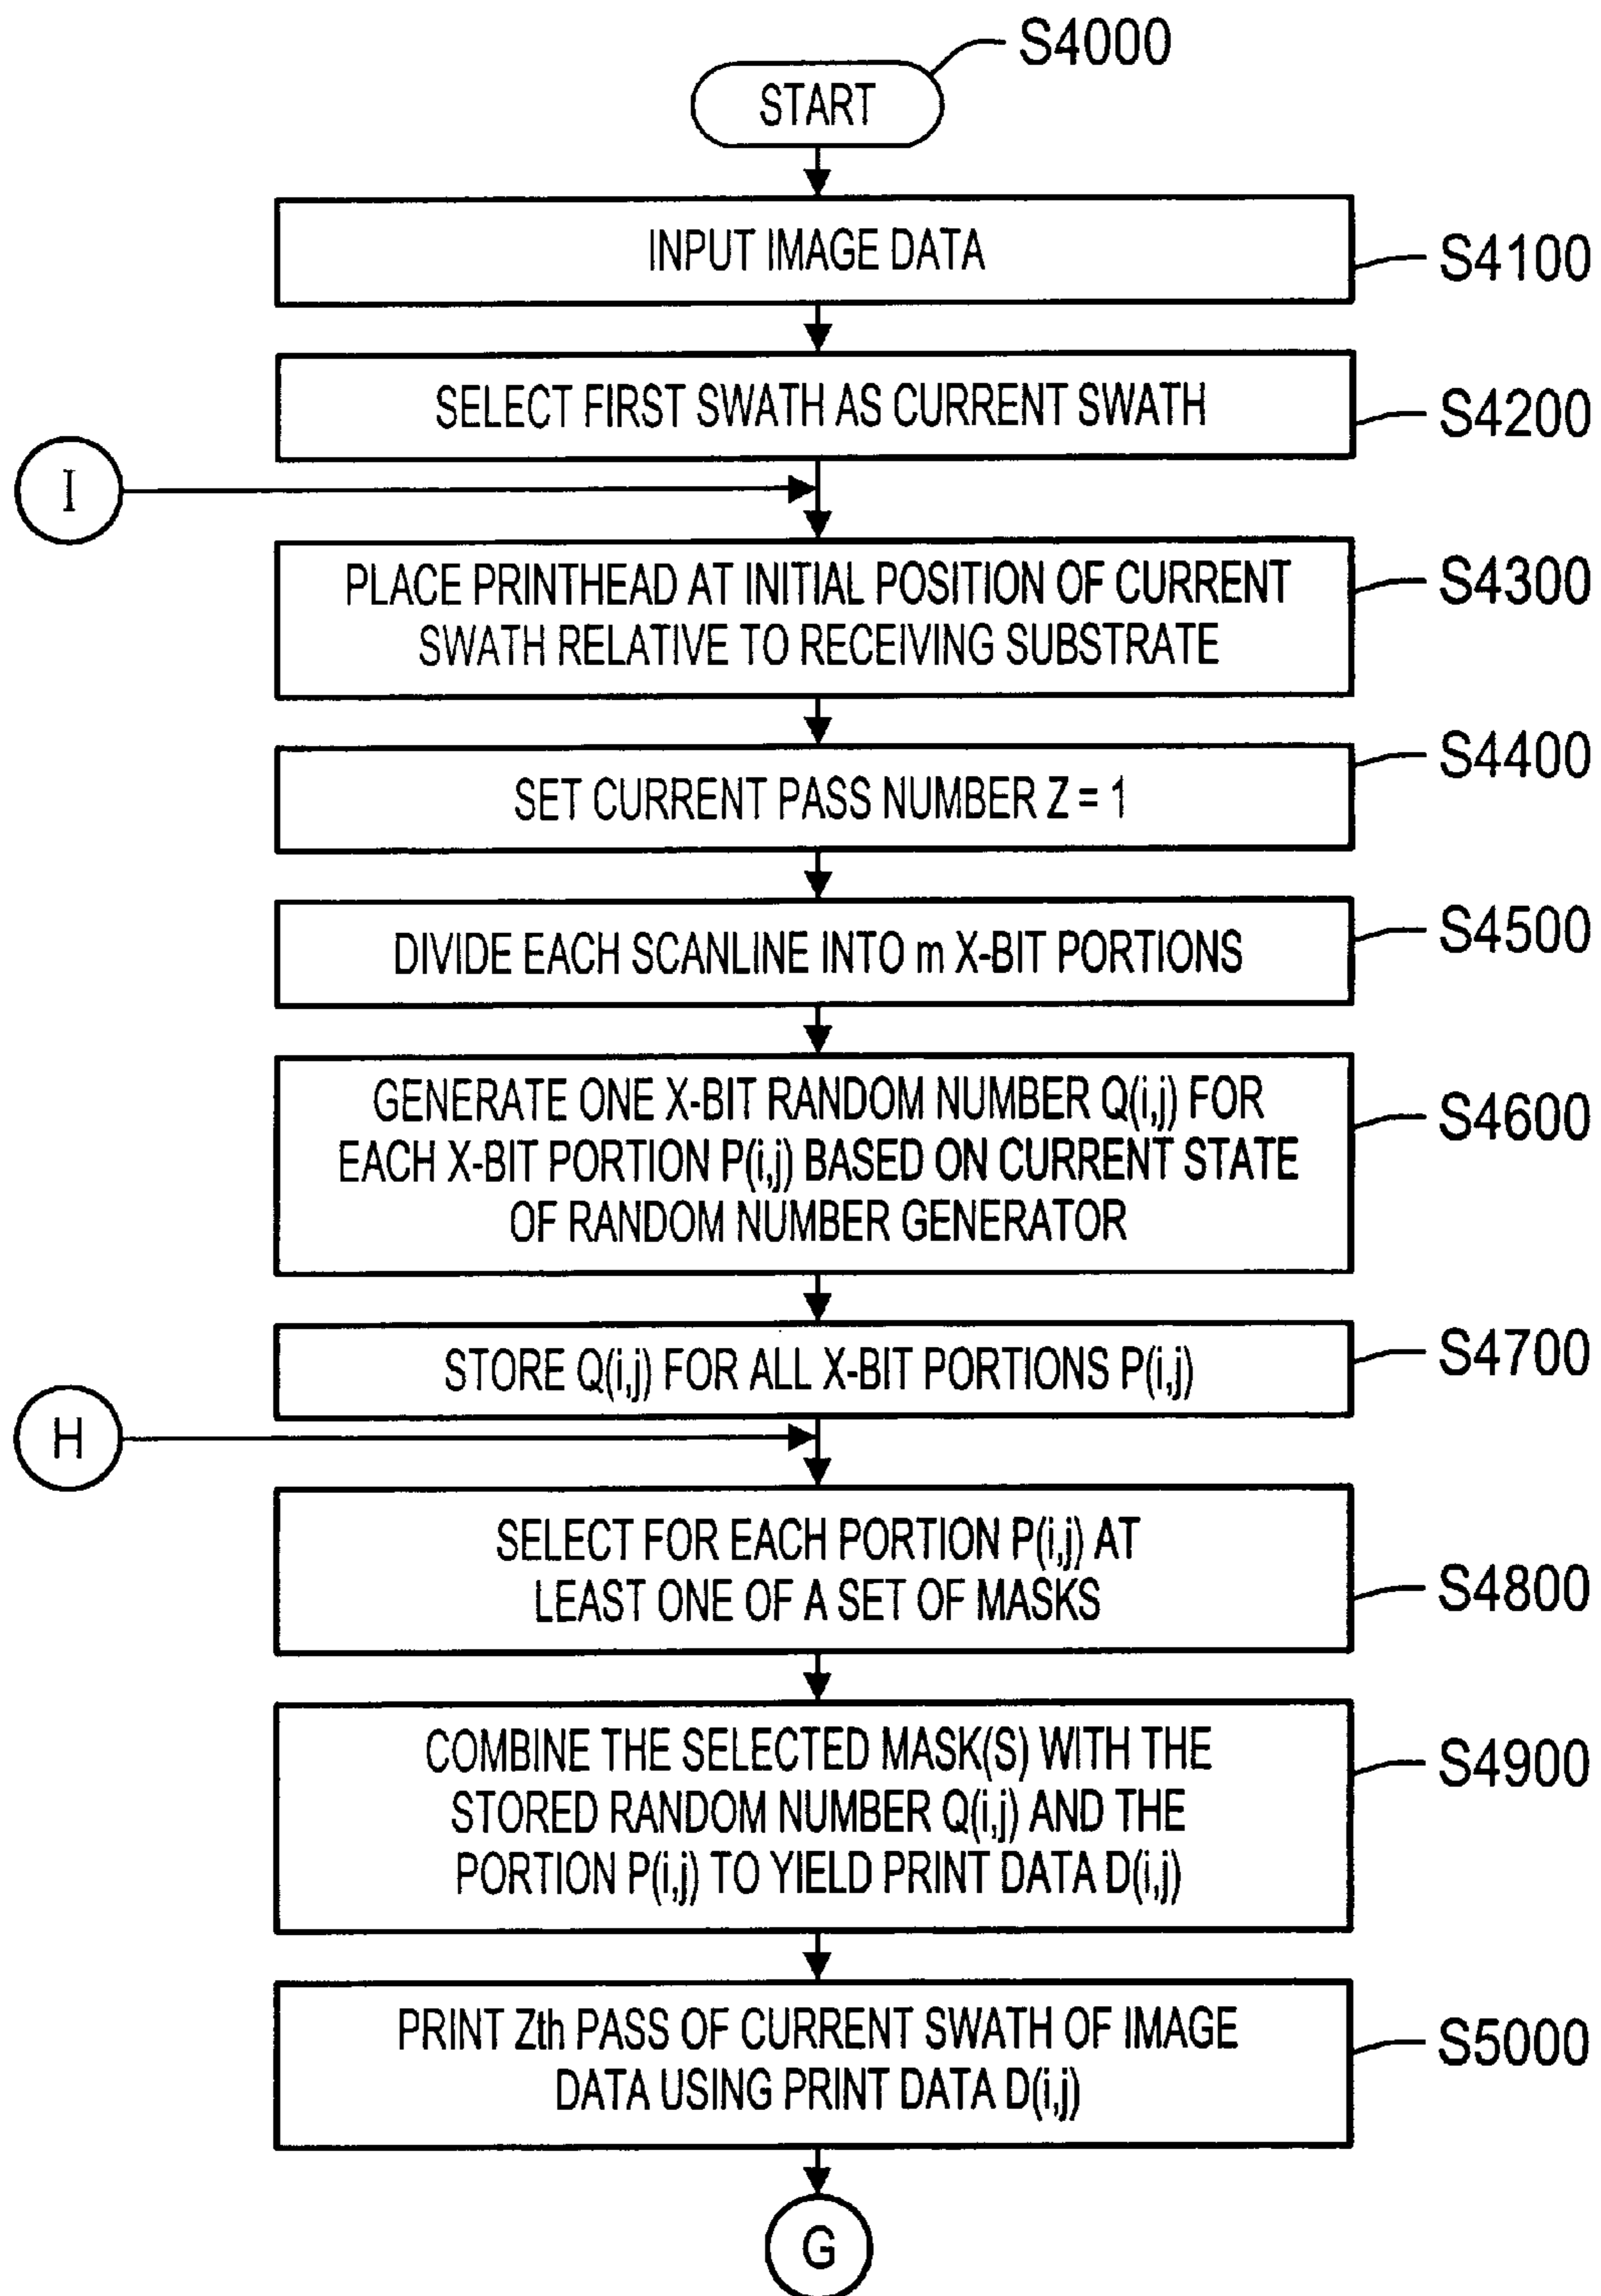 S4000
START
INPUT IMAGE DATA
S4100
SELECT FIRST SWATH AS CURRENT SWATH
S4200
I
PLACE PRINTHEAD AT INITIAL POSITION OF CURRENT
SWATH RELATIVE TO RECEIVING SUBSTRATE
S4300
SET CURRENT PASS NUMBER Z = 1
S4400
DIVIDE EACH SCANLINE INTO m X-BIT PORTIONS
S4500
GENERATE ONE X-BIT RANDOM NUMBER Q(i,j) FOR
EACH X-BIT PORTION P(i,j) BASED ON CURRENT STATE
OF RANDOM NUMBER GENERATOR
S4600
STORE Q(i,j) FOR ALL X-BIT PORTIONS P(i,j)
S4700
H
SELECT FOR EACH PORTION P(i,j) AT
LEAST ONE OF A SET OF MASKS
S4800
COMBINE THE SELECTED MASK(S) WITH THE
STORED RANDOM NUMBER Q(i,j) AND THE
PORTION P(i,j) TO YIELD PRINT DATA D(i,j)
S4900
PRINT Zth PASS OF CURRENT SWATH OF IMAGE
DATA USING PRINT DATA D(i,j)
S5000
G